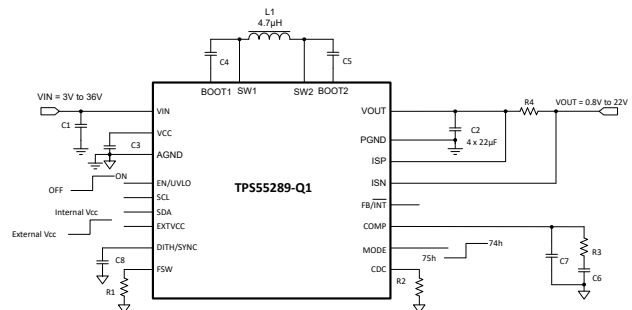 L1
4.7µH
C4
C5
BOOT1
SW1
SW2
BOOT2
VIN = 3V to 36V
VIN
VOUT
R4
VOUT = 0.8V to 22V
C1
VCC
C2
4 x 22µF
C3
PGND
AGND
ISP
OFF
ON
EN/UVLO
TPS55289-Q1
ISN
SCL
Internal Vcc
SDA
FB/INT
External Vcc
EXTVCC
COMP
DITH/SYNC
MODE
74h
75h
C8
FSW
CDC
R1
R2
C7
R3
C6